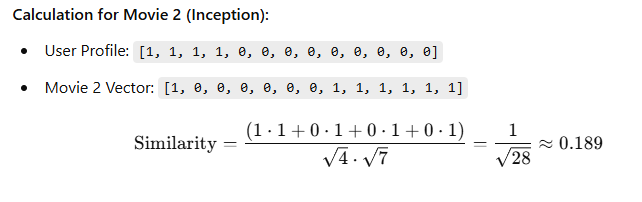 Calculation for Movie 2 (Inception):
• User Profile: [1, 1, 1, 1, 0, 0, 0, 0, 0, 0, 0, 0, 0]
• Movie 2 Vector: [1, 0, 0, 0, 0, 0, 0, 1, 1, 1, 1, 1, 1]
Similarity = (1 · 1 + 0 · 1 + 0 · 1 + 0 · 1) / √4 · √7 = 1 / √28 ≈ 0.189